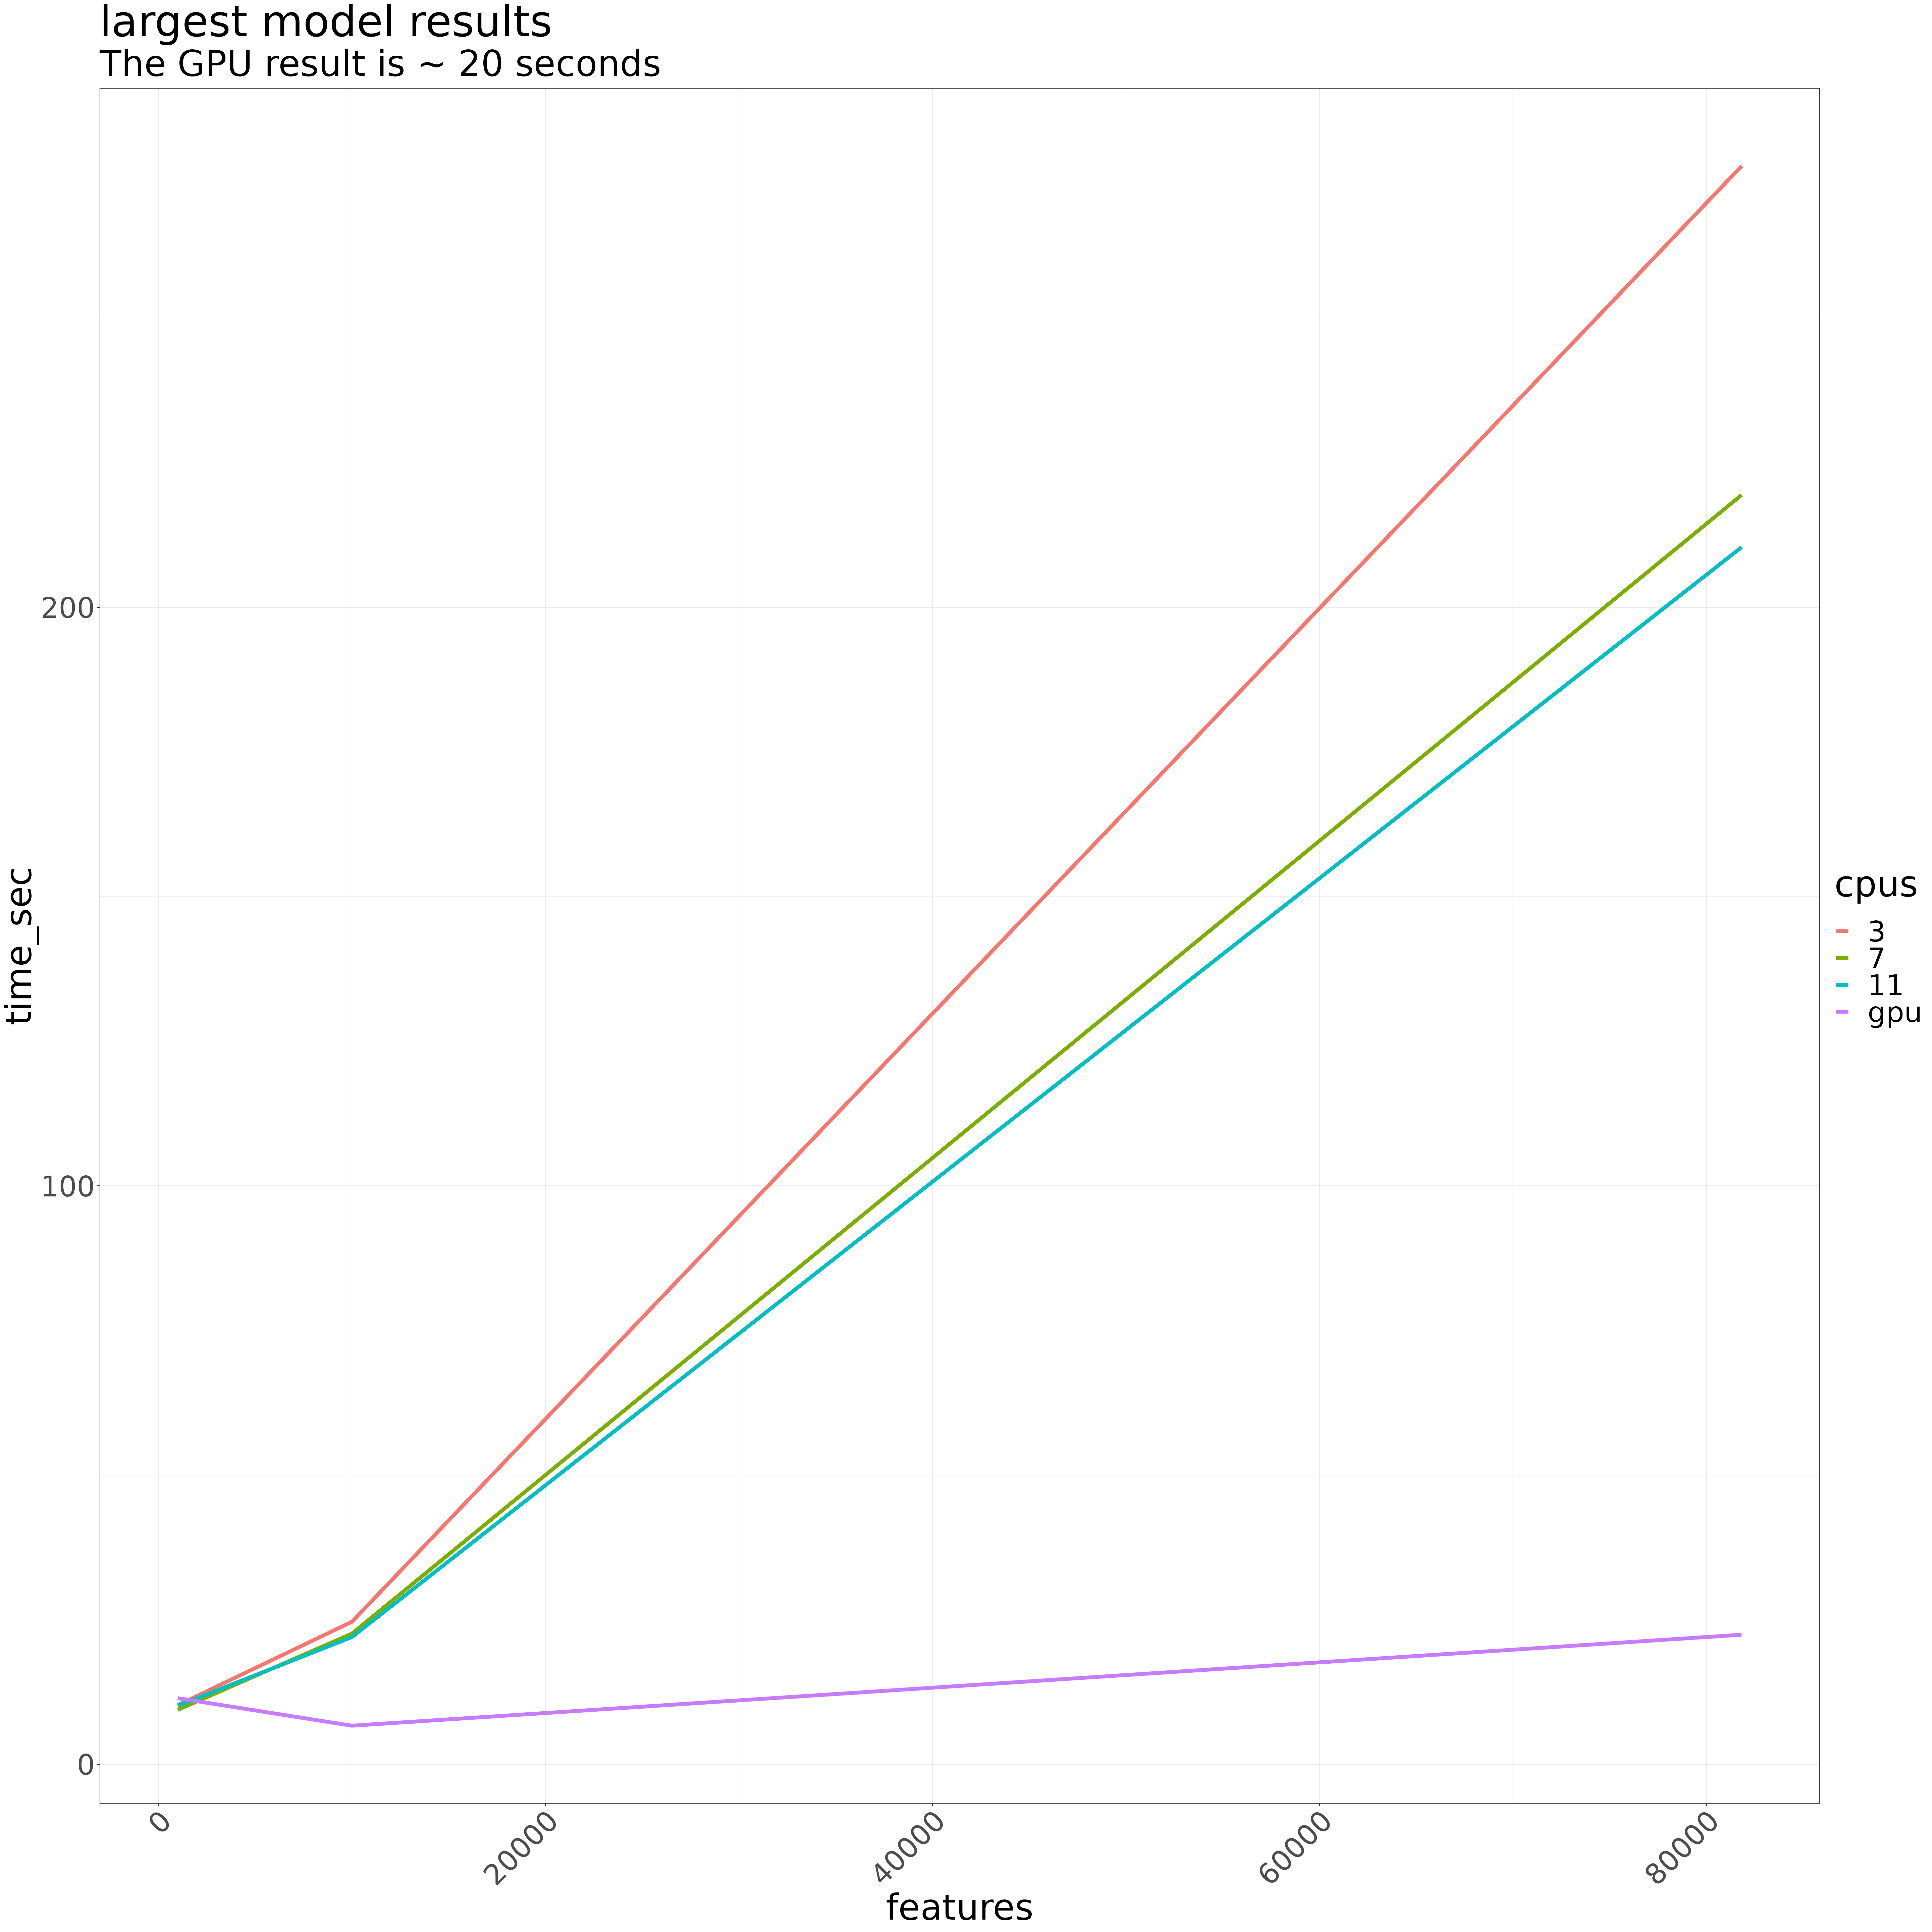 largest model results
The GPU result is ~ 20 seconds
time_sec
200
100
0
0
20000
40000
60000
80000
features
cpus
3
7
11
gpu